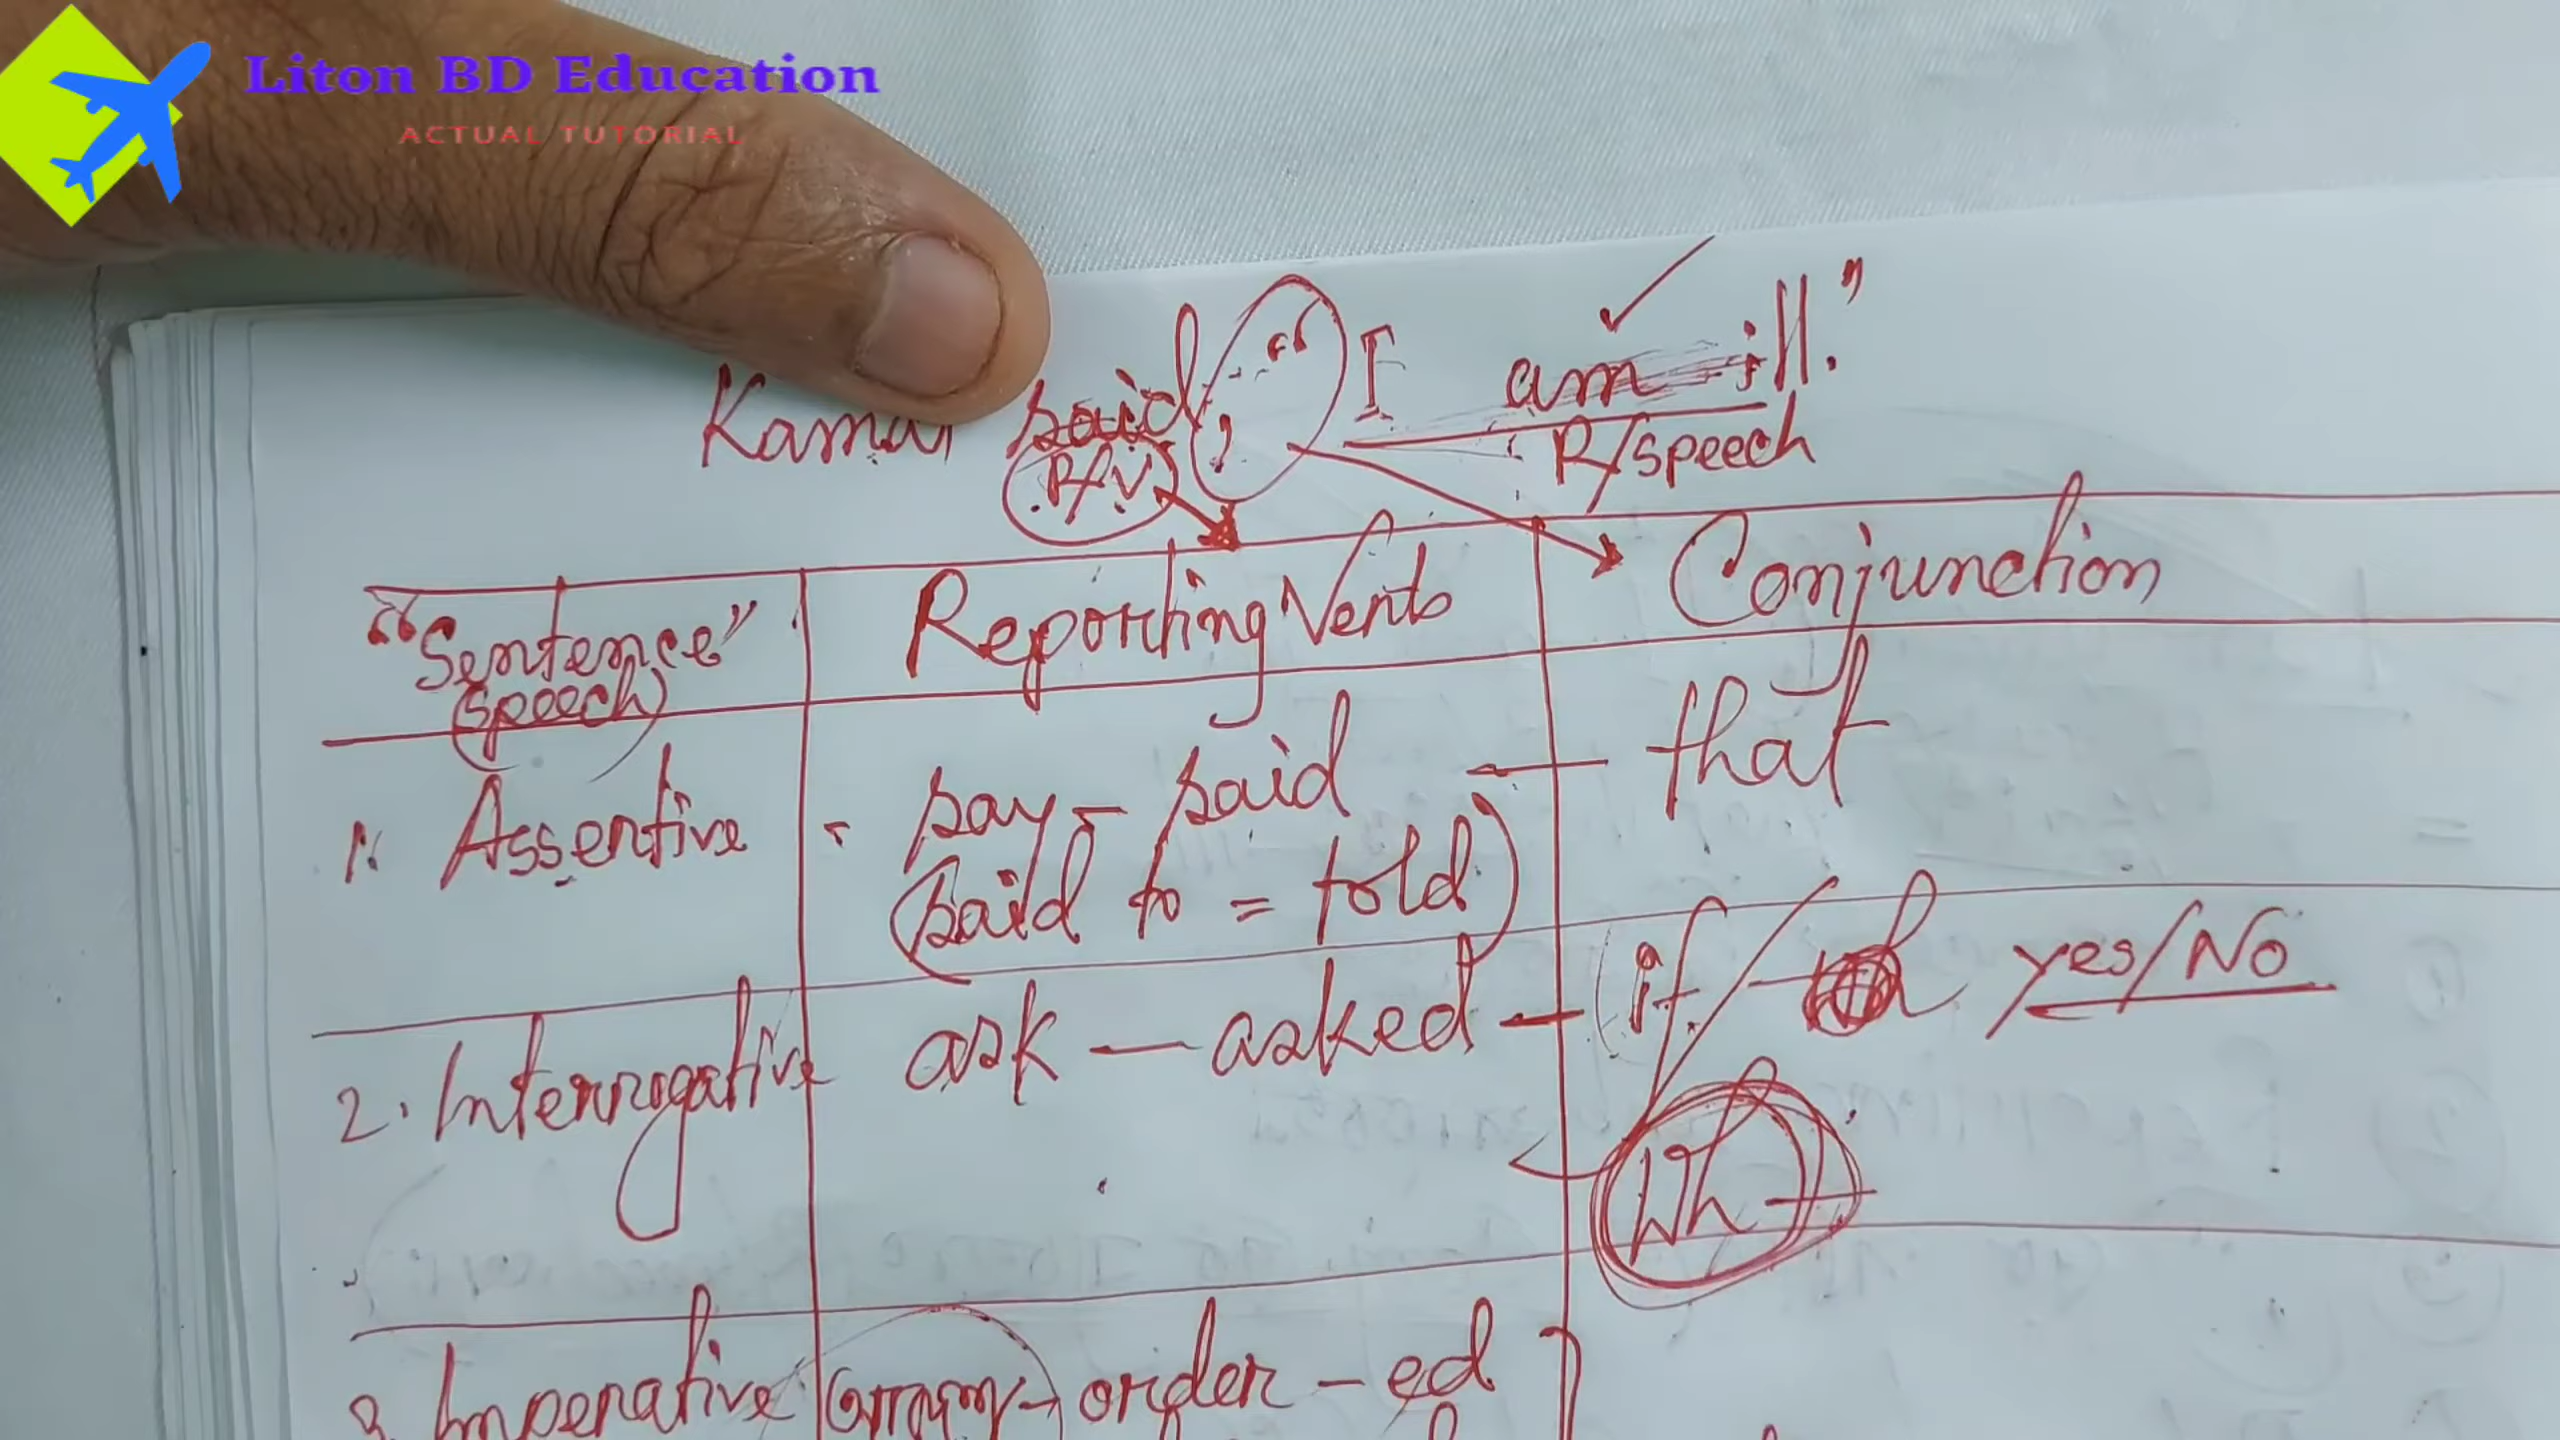 Liton BD Education
ACTUAL TUTORIAL
Kamal said, “I am ill.”
R/V
R/speech
“Sentence”
(speech)
Reporting Verb
Conjunction
1. Assertive - say - said
(said to = told)
that
2. Interrogative ask - asked - if/ yes/No
Wh-
3. Imperative order - ed